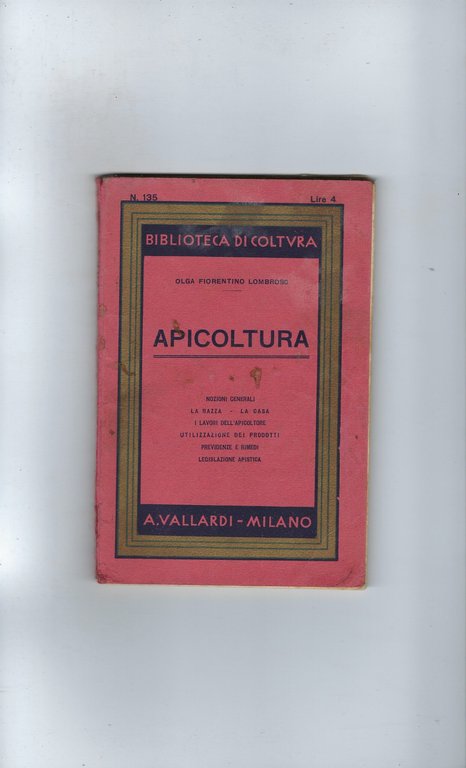 N. 135 Lire 4
BIBLIOTECA DI COLTVRA
OLGA FIORENTINO LOMBROSO
APICOLTURA
NOZIONI GENERALI
LA RAZZA - LA CASA
I LAVORI DELL'APICOLTORE
UTILIZZAZIONE DEI PRODOTTI
PREVIDENZE E RIMEDI
LEGISLAZIONE APISTICA
A. VALLARDI - MILANO